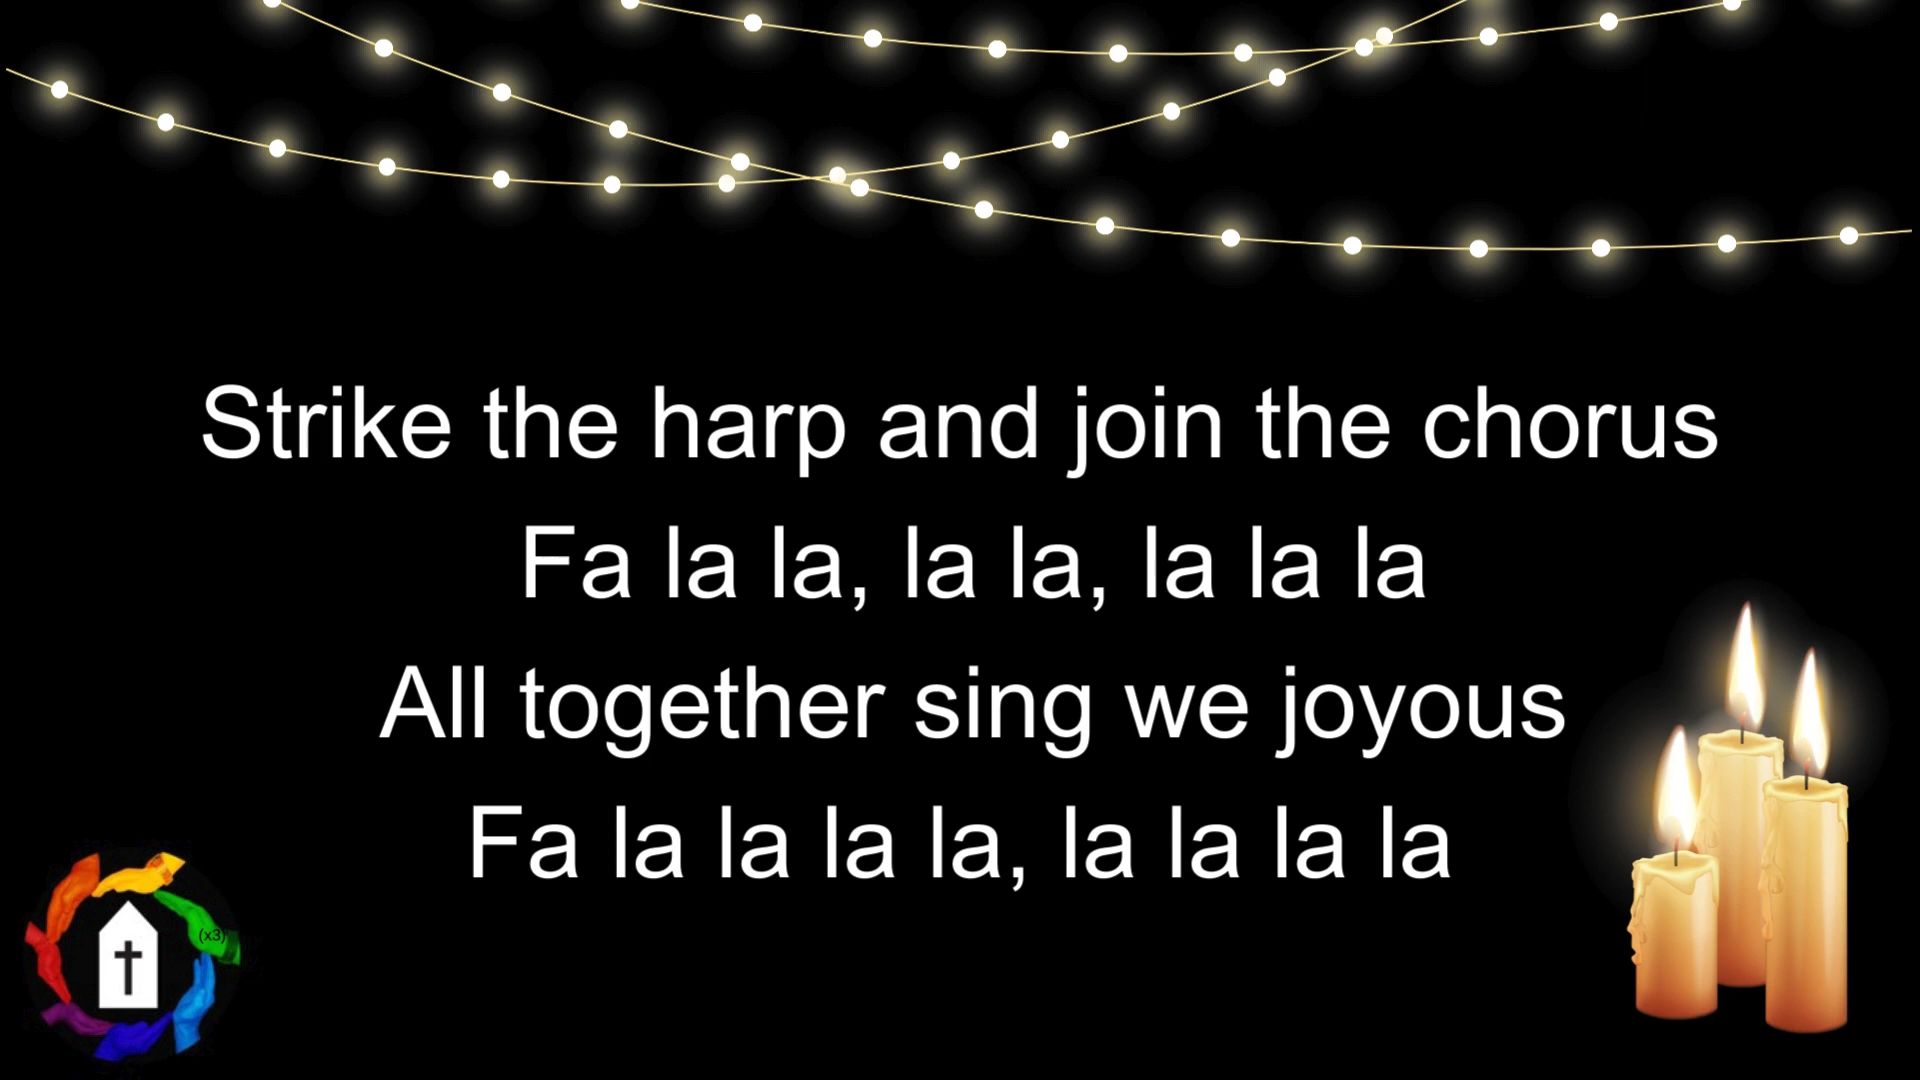 Strike the harp and join the chorus
Fa la la, la la, la la la
All together sing we joyous
Fa la la la la, la la la la
(x3)